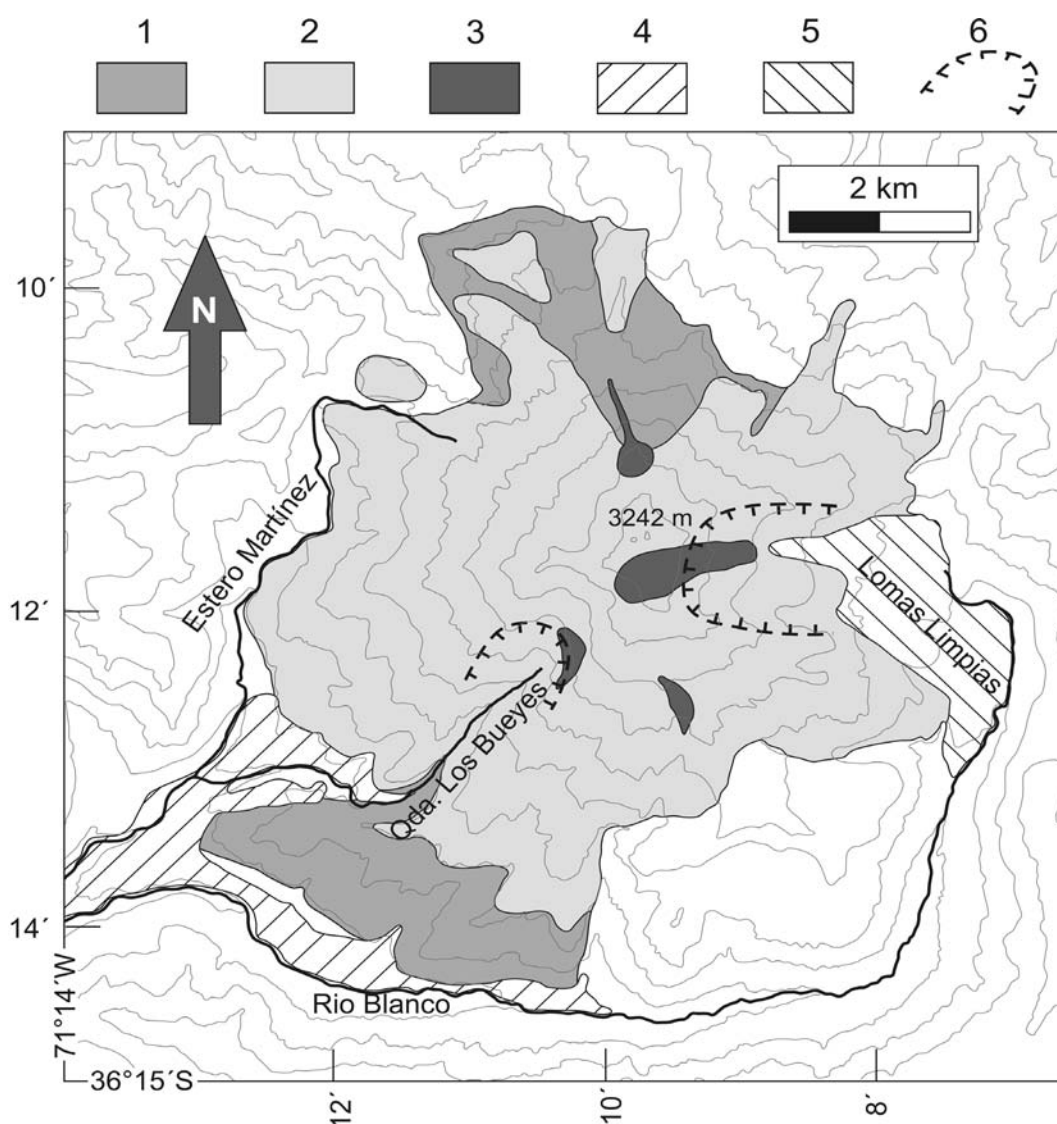 1 2 3 4 5 6
2 km
10´
N
Estero Martínez
3242 m
Lomas Limpias
12´
Qda. Los Bueyes
14´
Rio Blanco
71°14´W
36°15´S
12´ 10´ 8´